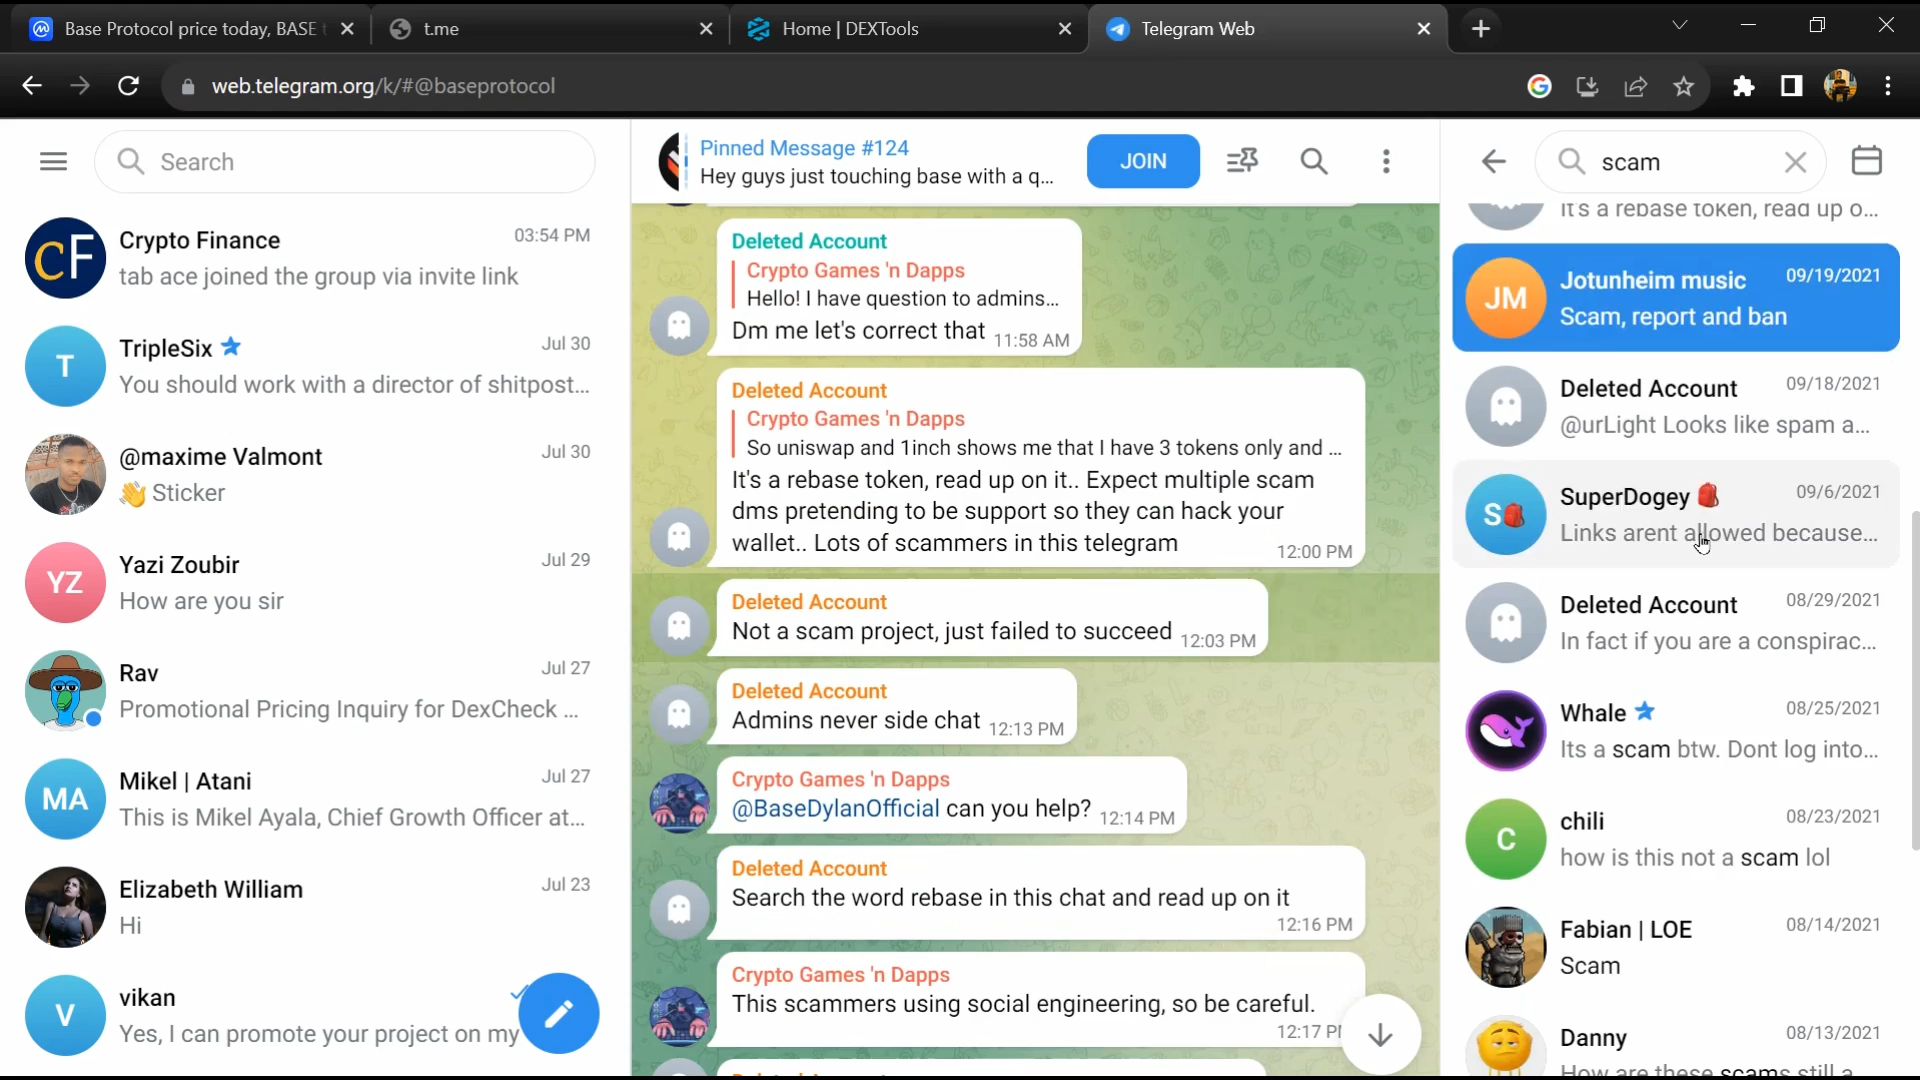 Base Protocol price today, BASE t
t.me
Home | DEXTools
Telegram Web
web.telegram.org/k/#@baseprotocol
Search
Crypto Finance
03:54 PM
tab ace joined the group via invite link
TripleSix
Jul 30
You should work with a director of shitpost...
@maxime Valmont
Jul 30
👋 Sticker
YZ
Yazi Zoubir
Jul 29
How are you sir
Rav
Jul 27
Promotional Pricing Inquiry for DexCheck ...
MA
Mikel | Atani
Jul 27
This is Mikel Ayala, Chief Growth Officer at...
Elizabeth William
Jul 23
Hi
V
vikan
Yes, I can promote your project on my
Pinned Message #124
Hey guys just touching base with a q...
JOIN
Deleted Account
Crypto Games 'n Dapps
Hello! I have question to admins...
Dm me let's correct that 11:58 AM
Deleted Account
Crypto Games 'n Dapps
So uniswap and 1inch shows me that I have 3 tokens only and ...
It's a rebase token, read up on it.. Expect multiple scam
dms pretending to be support so they can hack your
wallet.. Lots of scammers in this telegram 12:00 PM
Deleted Account
Not a scam project, just failed to succeed 12:03 PM
Deleted Account
Admins never side chat 12:13 PM
Crypto Games 'n Dapps
@BaseDylanOfficial can you help? 12:14 PM
Deleted Account
Search the word rebase in this chat and read up on it
12:16 PM
Crypto Games 'n Dapps
This scammers using social engineering, so be careful.
12:17 PM
scam
It's a rebase token, read up o...
JM
Jotunheim music
09/19/2021
Scam, report and ban
Deleted Account
09/18/2021
@urLight Looks like spam a...
S🎒
SuperDogey 🎒
09/6/2021
Links arent allowed because...
Deleted Account
08/29/2021
In fact if you are a conspirac...
Whale
08/25/2021
Its a scam btw. Dont log into...
C
chili
08/23/2021
how is this not a scam lol
Fabian | LOE
08/14/2021
Scam
Danny
08/13/2021
How are these scams still a